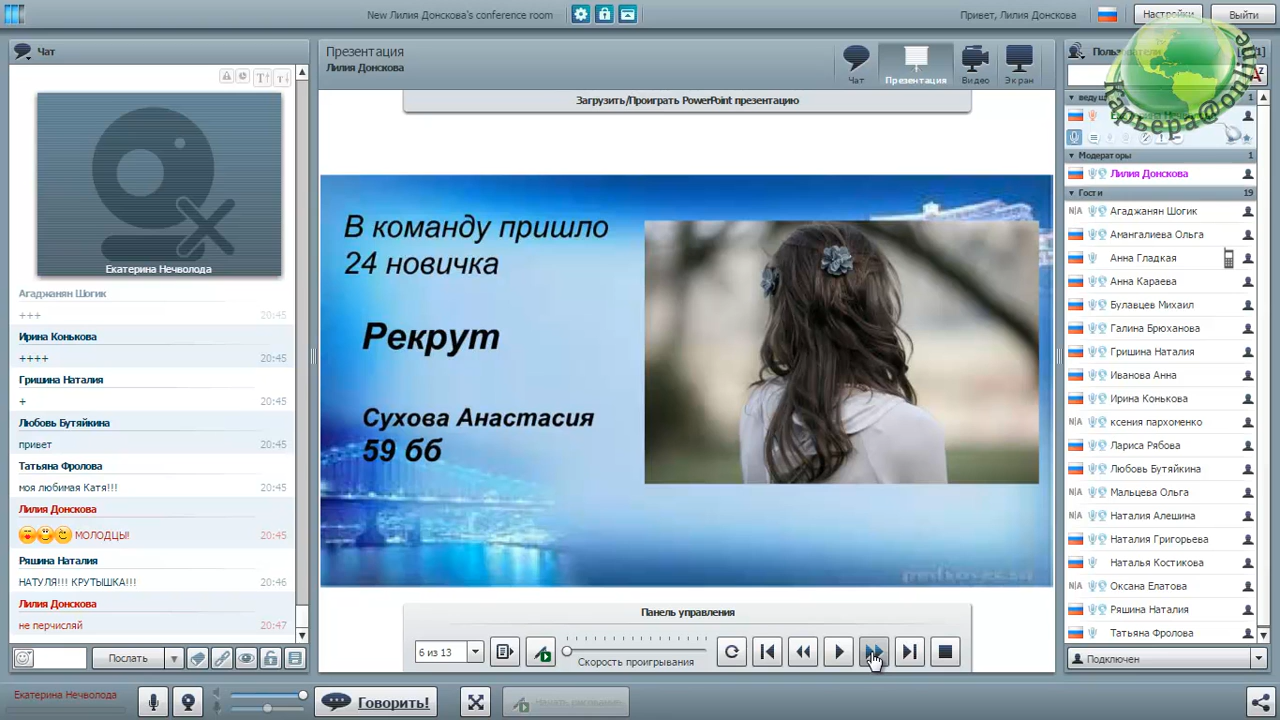 New Лилия Донскова's conference room
Привет, Лилия Донскова
Настройки
Выйти
Чат
Екатерина Нечволода
Агаджанян Шогик
+++
20:45
Ирина Конькова
++++
20:45
Гришина Наталия
+
20:45
Любовь Бутяйкина
привет
20:45
Татьяна Фролова
моя любимая Катя!!!
20:45
Лилия Донскова
МОЛОДЦЫ!
20:45
Ряшина Наталия
НАТУЛЯ!!! КРУТЫШКА!!!
20:46
Лилия Донскова
не перчисляй
20:47
Послать
Презентация
Лилия Донскова
Чат
Презентация
Видео
Экран
Загрузить/Проиграть PowerPoint презентацию
В команду пришло
24 новичка
Рекрут
Сухова Анастасия
59 бб
Панель управления
6 из 13
Скорость проигрывания
карьера@online
1
Модераторы
1
Лилия Донскова
Гости
19
N/A Агаджанян Шогик
Амангалиева Ольга
Анна Гладкая
Анна Караева
Булавцев Михаил
Галина Брюханова
Гришина Наталия
Иванова Анна
Ирина Конькова
N/A ксения пархоменко
Лариса Рябова
Любовь Бутяйкина
N/A Мальцева Ольга
N/A Наталия Алешина
Наталия Григорьева
Наталья Костикова
N/A Оксана Елатова
Ряшина Наталия
Татьяна Фролова
Подключен
Екатерина Нечволода
Говорить!